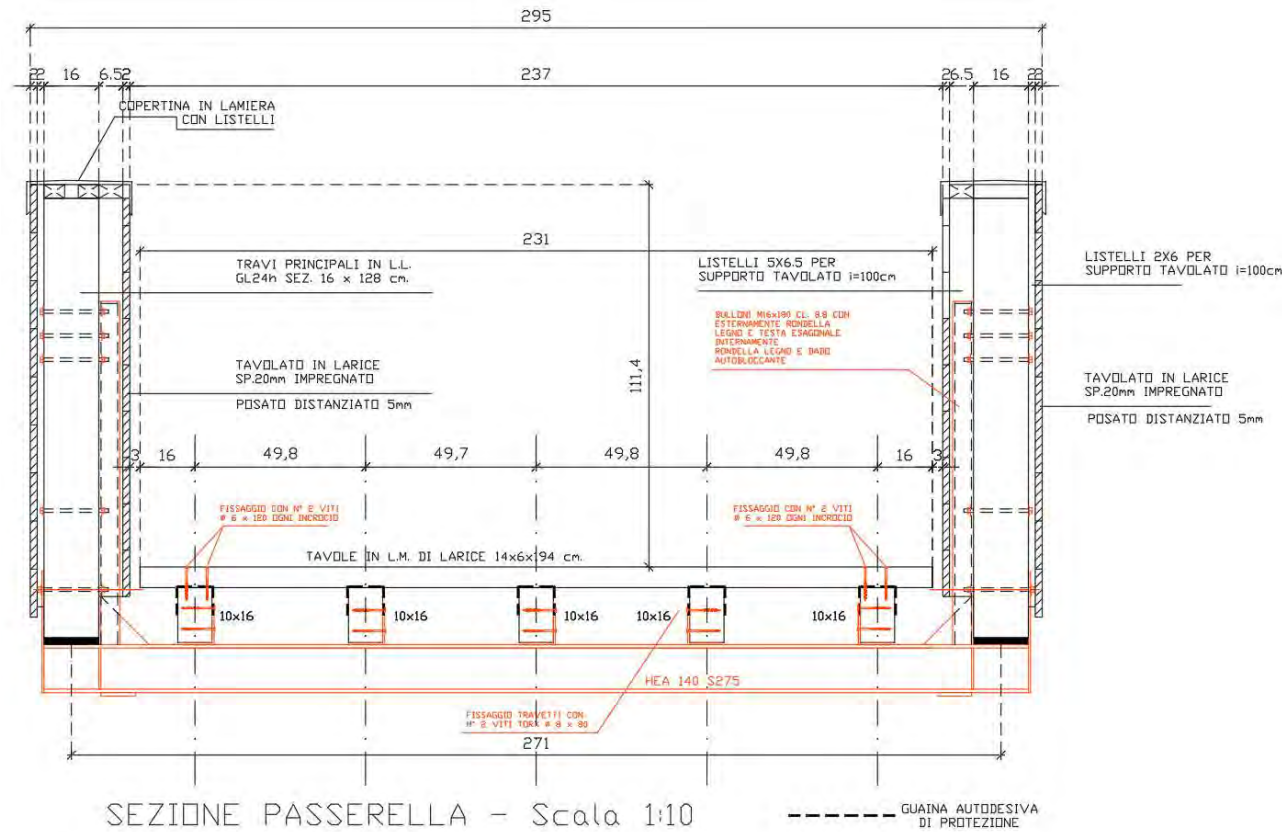 295
22 16 6.5 2 237 2 6.5 16 22
COPERTINA IN LAMIERA
CON LISTELLI
231
TRAVI PRINCIPALI IN L.L.
GL24h SEZ. 16 x 128 cm.
LISTELLI 5X6.5 PER
SUPPORTO TAVOLATO i=100cm
LISTELLI 2X6 PER
SUPPORTO TAVOLATO i=100cm
BULLONI M16x190 CL. 8.8 CON
ESTERNAMENTE RONDELLA
LEGNO E TESTA ESAGONALE
INTERNAMENTE
RONDELLA LEGNO E DADO
AUTOBLOCCANTE
111,4
TAVOLATO IN LARICE
SP.20mm IMPREGNATO
POSATO DISTANZIATO 5mm
TAVOLATO IN LARICE
SP.20mm IMPREGNATO
POSATO DISTANZIATO 5mm
3 16 49,8 49,7 49,8 49,8 16 3
FISSAGGIO CON N° 2 VITI
ø 6 x 120 OGNI INCROCIO
FISSAGGIO CON N° 2 VITI
ø 6 x 120 OGNI INCROCIO
TAVOLE IN L.M. DI LARICE 14x6x194 cm.
10x16 10x16 10x16 10x16 10x16
HEA 140 S275
FISSAGGIO TRAVETTI CON
N° 2 VITI TORX ø 8 x 80
271
SEZIONE PASSERELLA - Scala 1:10
GUAINA AUTODESIVA
DI PROTEZIONE